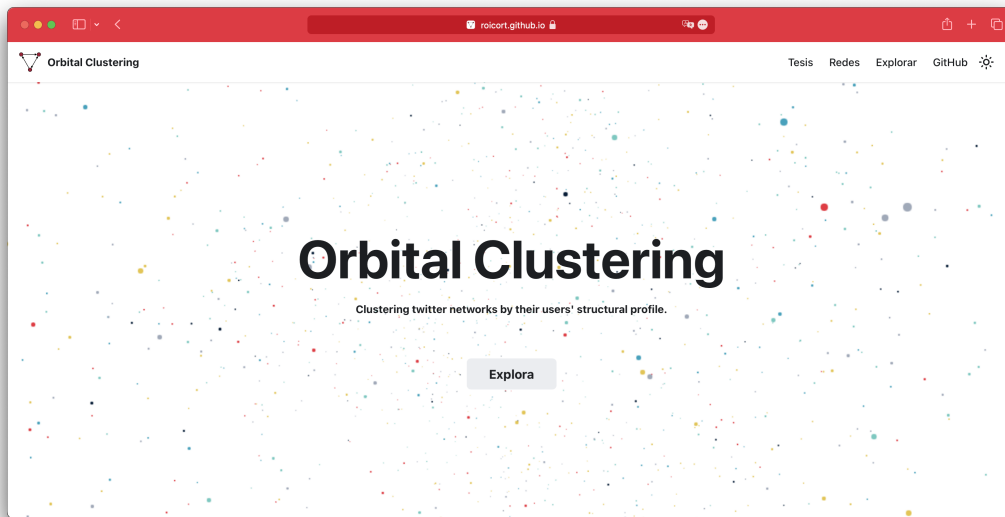 roicort.github.io
Orbital Clustering
Tesis Redes Explorar GitHub
Orbital Clustering
Clustering twitter networks by their users' structural profile.
Explora